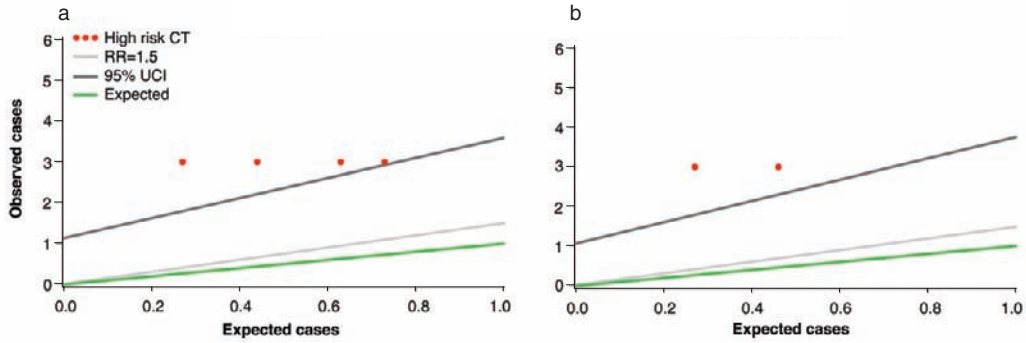 a
High risk CT
RR=1.5
95% UCI
Expected
Observed cases
6
5
4
3
2
1
0
0.0 0.2 0.4 0.6 0.8 1.0
Expected cases
b
6
5
4
3
2
1
0
0.0 0.2 0.4 0.6 0.8 1.0
Expected cases